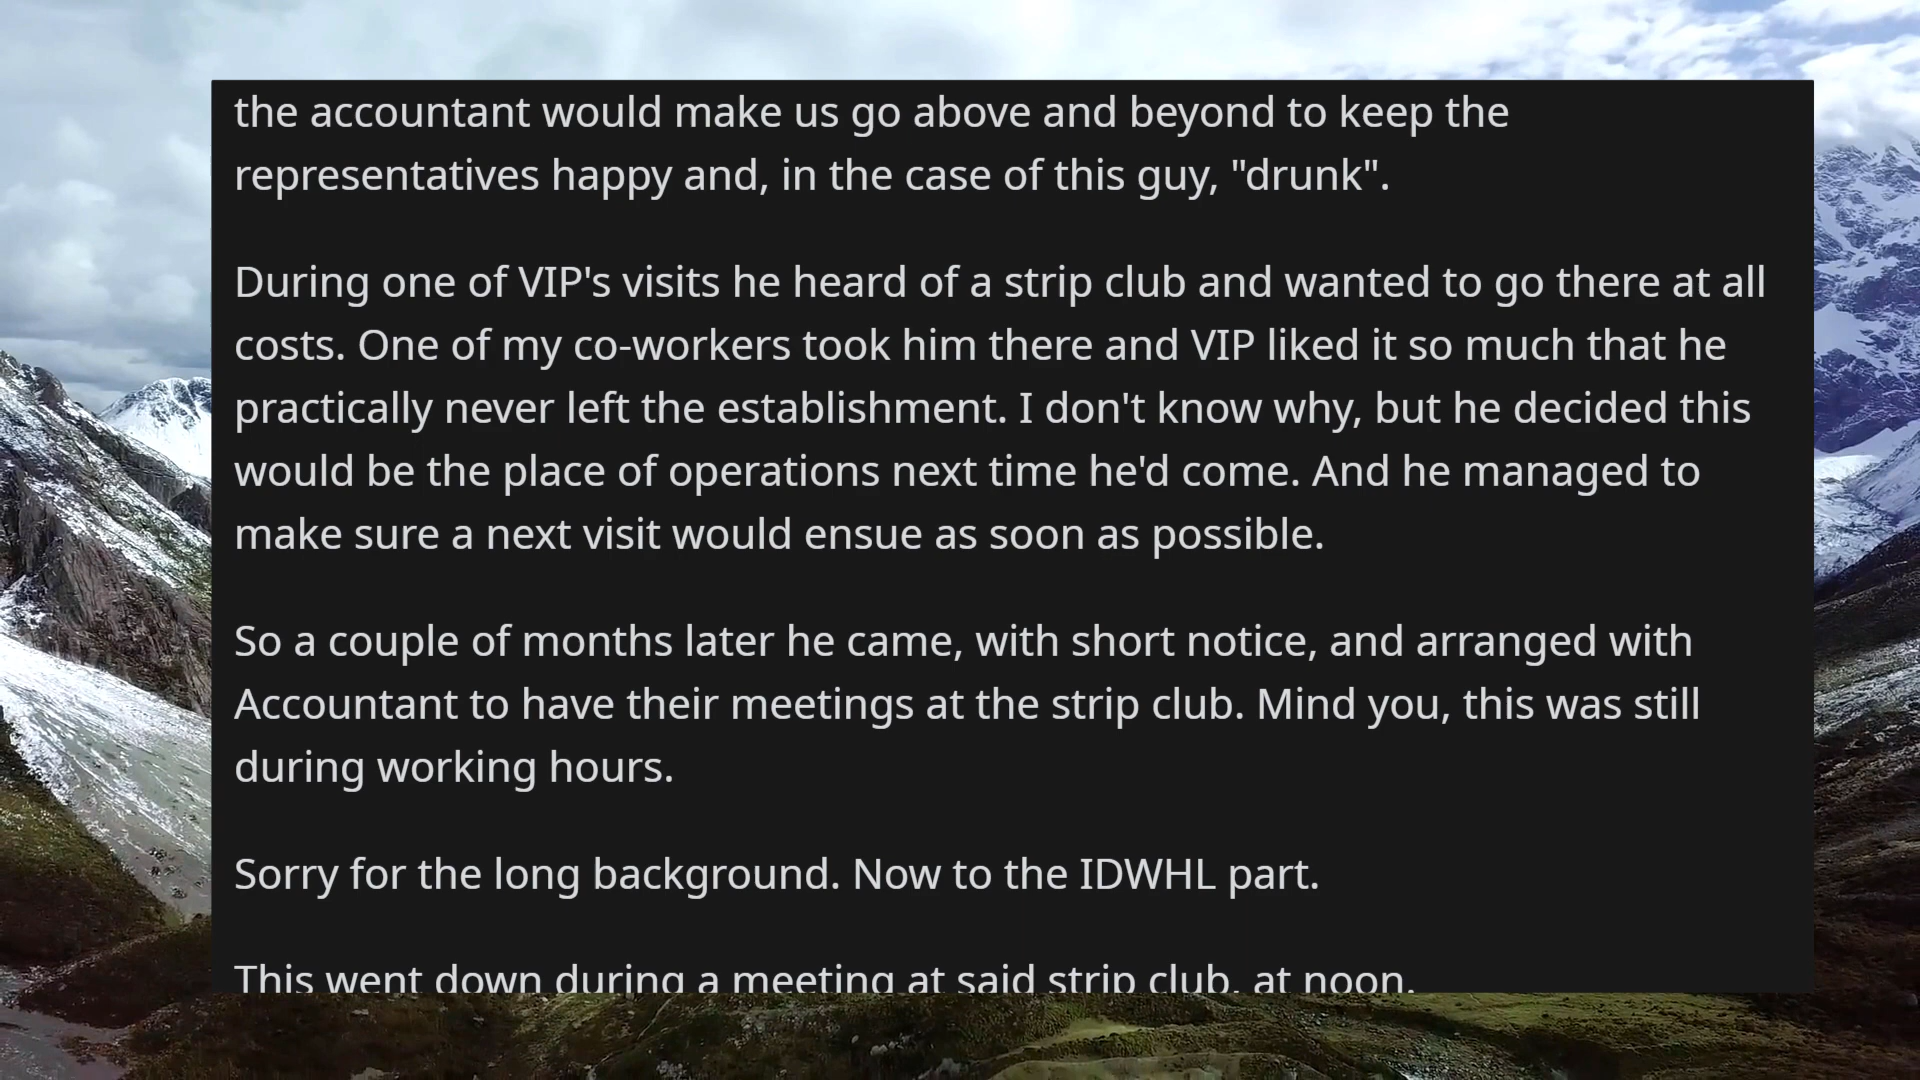 the accountant would make us go above and beyond to keep the
representatives happy and, in the case of this guy, "drunk".
During one of VIP's visits he heard of a strip club and wanted to go there at all
costs. One of my co-workers took him there and VIP liked it so much that he
practically never left the establishment. I don't know why, but he decided this
would be the place of operations next time he'd come. And he managed to
make sure a next visit would ensue as soon as possible.
So a couple of months later he came, with short notice, and arranged with
Accountant to have their meetings at the strip club. Mind you, this was still
during working hours.
Sorry for the long background. Now to the IDWHL part.
This went down during a meeting at said strip club, at noon.